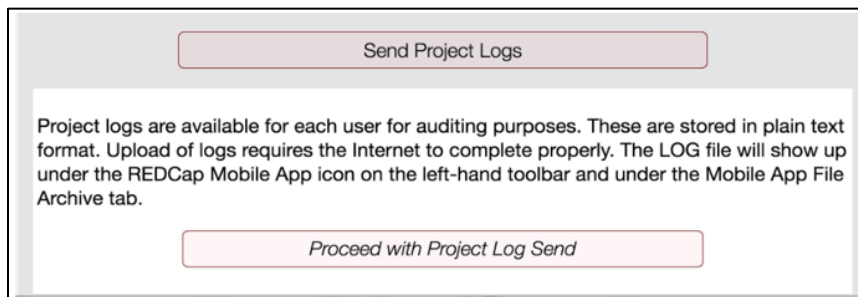 Send Project Logs
Project logs are available for each user for auditing purposes. These are stored in plain text
format. Upload of logs requires the Internet to complete properly. The LOG file will show up
under the REDCap Mobile App icon on the left-hand toolbar and under the Mobile App File
Archive tab.
Proceed with Project Log Send